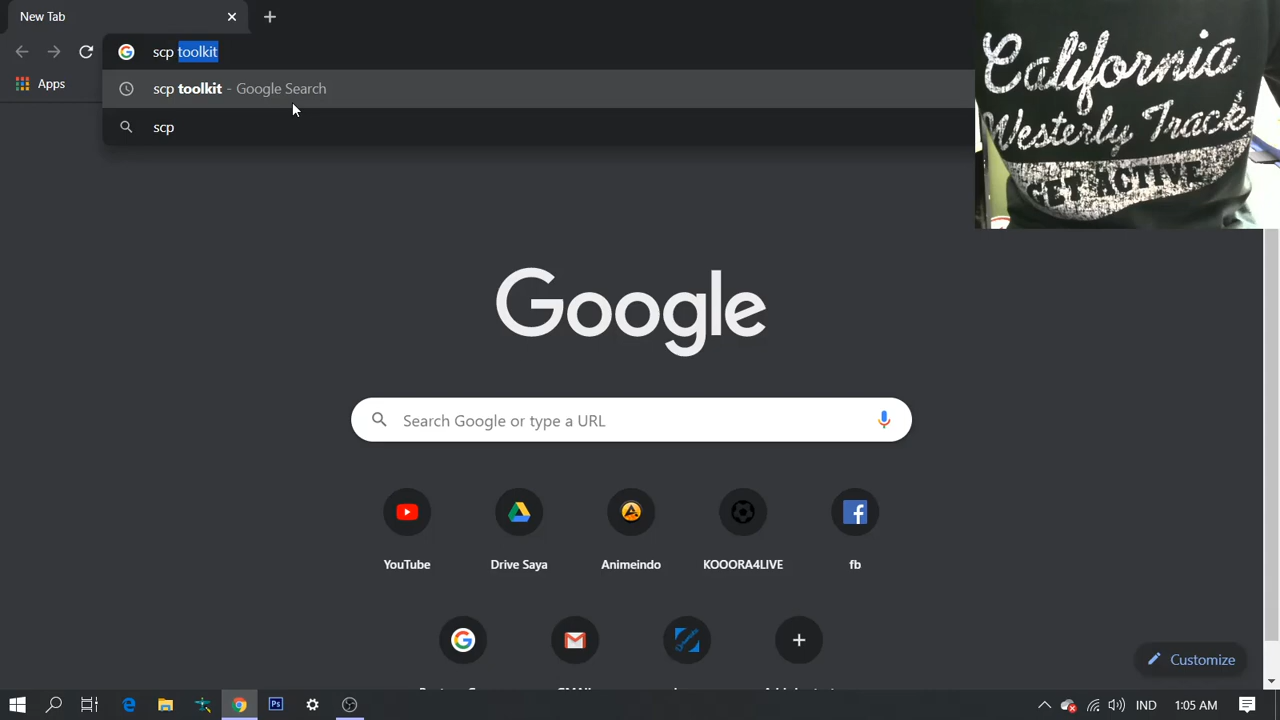 New Tab
scp toolkit
Apps
scp toolkit - Google Search
scp
California
Westerly Track
GET ACTIVE
Google
Search Google or type a URL
YouTube
Drive Saya
Animeindo
KOOORA4LIVE
fb
Customize
IND
1:05 AM